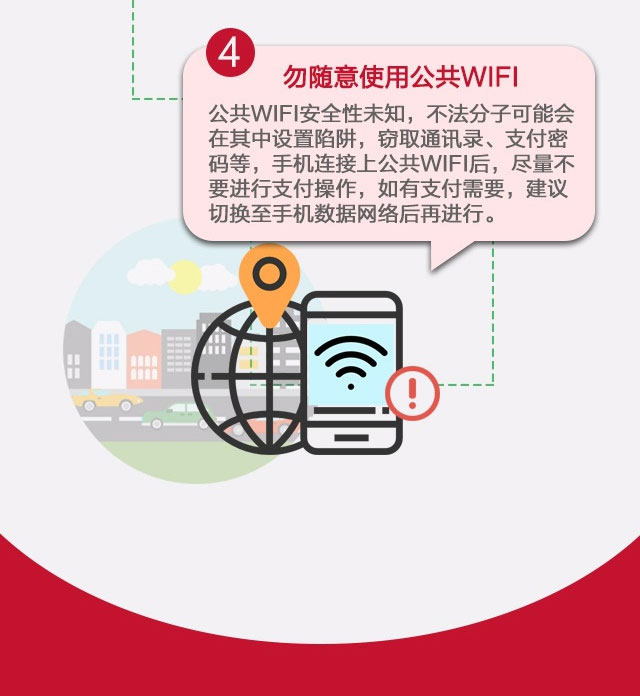 4
勿随意使用公共WIFI
公共WIFI安全性未知，不法分子可能会
在其中设置陷阱，窃取通讯录、支付密
码等，手机连接上公共WIFI后，尽量不
要进行支付操作，如有支付需要，建议
切换至手机数据网络后再进行。